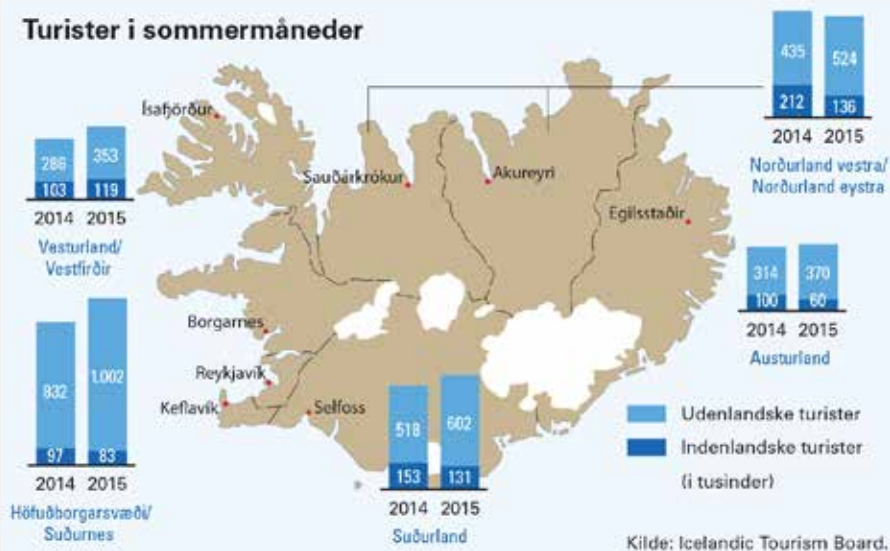 Turister i sommermåneder
435
524
212
136
2014 2015
Norðurland vestra/
Norðurland eystra
Ísafjörður
Sauðárkrókur
Akureyri
Egilsstaðir
286
353
103
119
2014 2015
Vesturland/
Vestfirðir
314
370
100
60
2014 2015
Austurland
Borgarnes
Reykjavík
Keflavík
Selfoss
832
1.002
97
83
2014 2015
Höfuðborgarsvæði/
Suðurnes
518
602
153
131
2014 2015
Suðurland
Udenlandske turister
Indenlandske turister
(i tusinder)
Kilde: Icelandic Tourism Board.